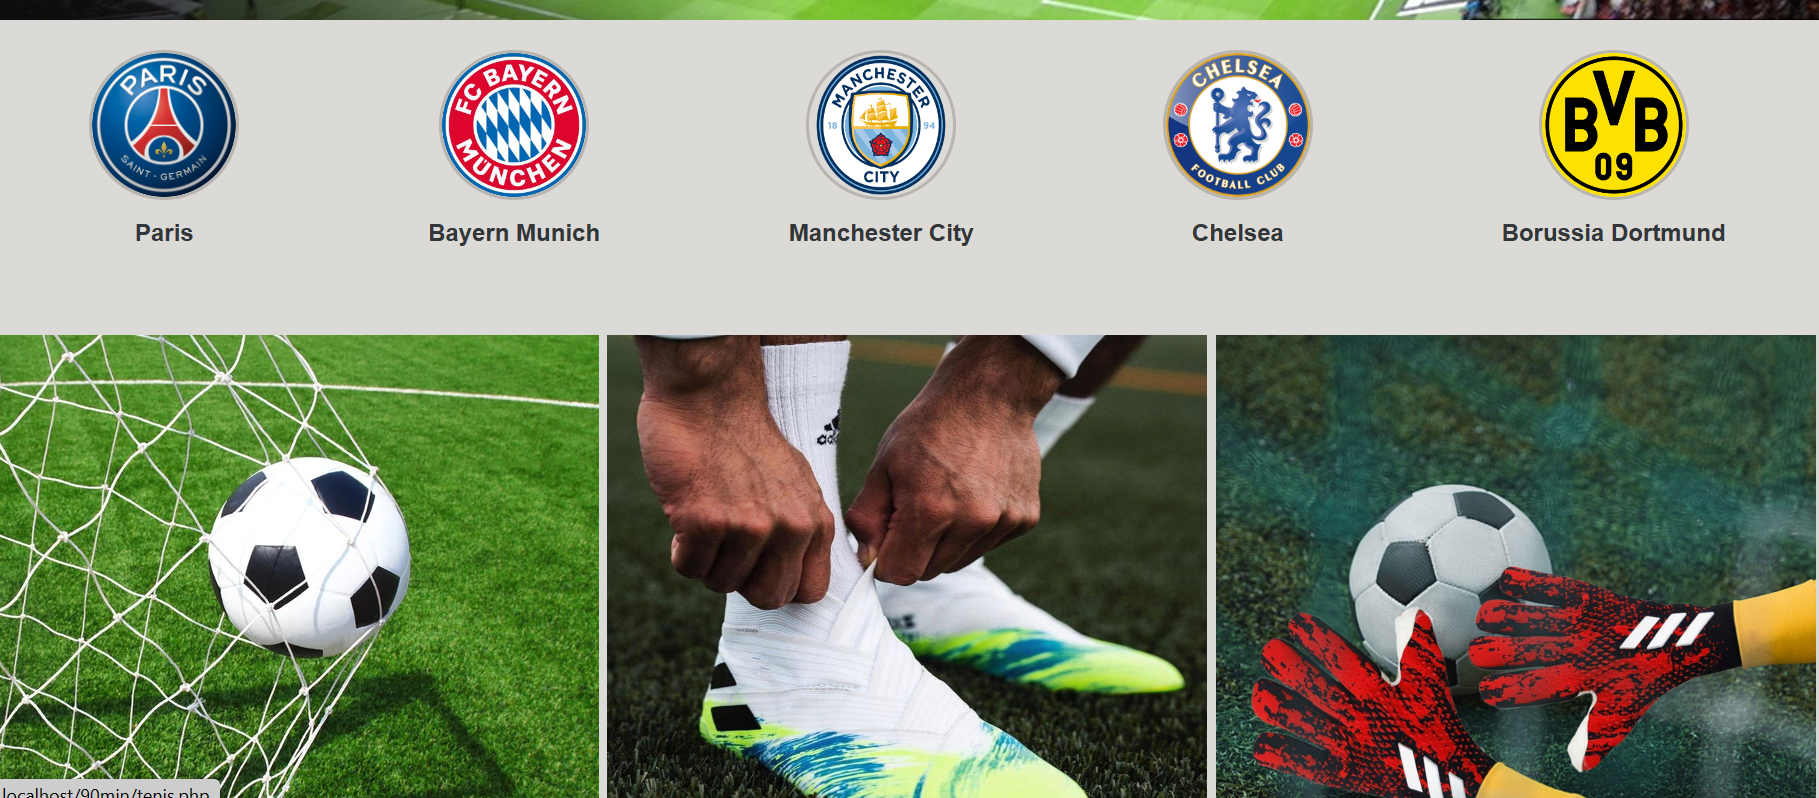 PARIS
SAINT - GERMAIN
FC BAYERN
MÜNCHEN
MANCHESTER
18 94
CITY
CHELSEA
FOOTBALL CLUB
BVB
09
Paris
Bayern Munich
Manchester City
Chelsea
Borussia Dortmund
localhost/90min/tenis.php